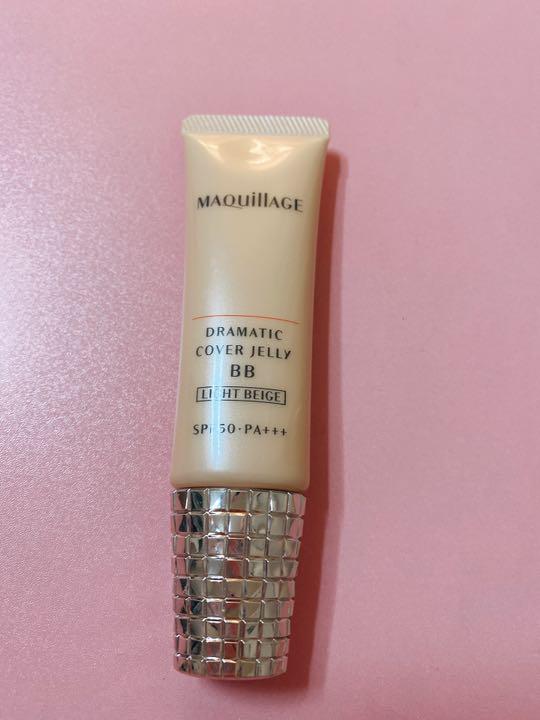 MAQuillAGE
DRAMATIC
COVER JELLY
BB
LIGHT BEIGE
SPF50・PA+++